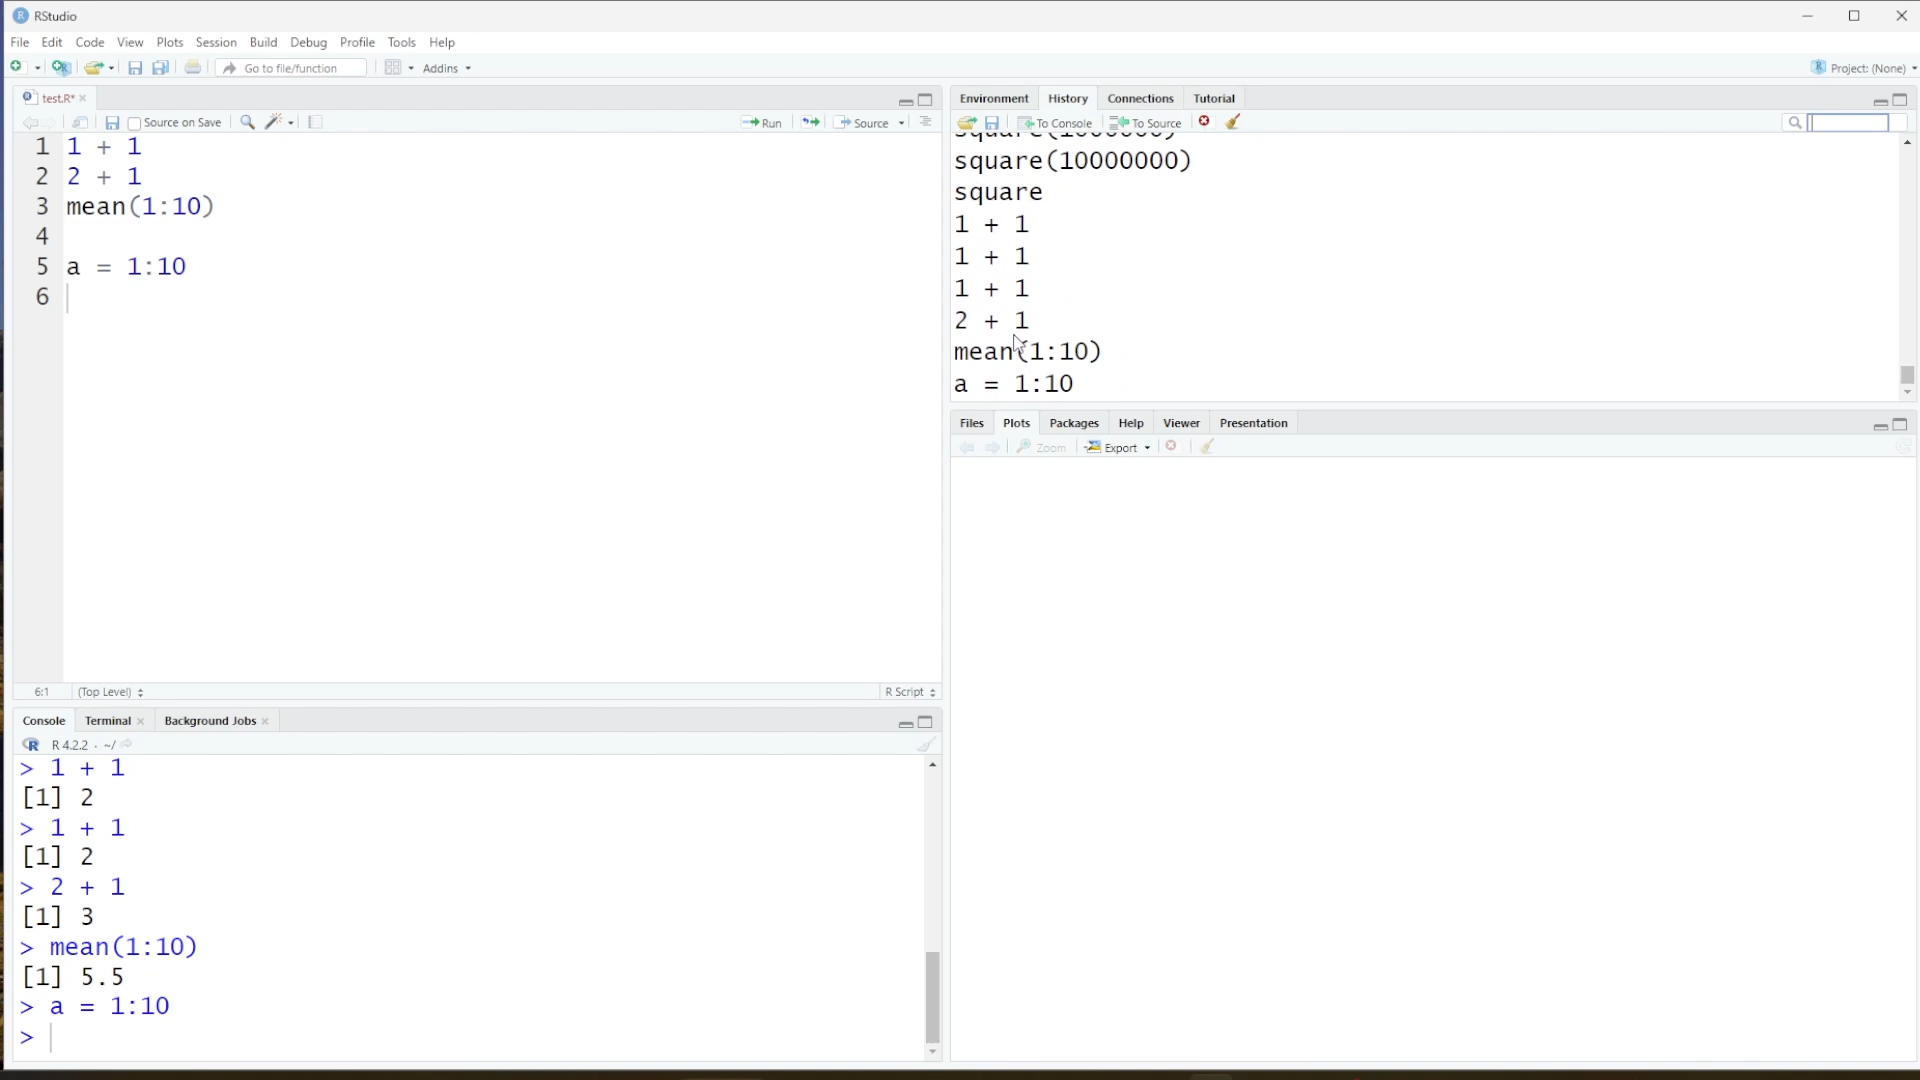 RStudio
File Edit Code View Plots Session Build Debug Profile Tools Help
Go to file/function Addins Project: (None)
test.R*
Source on Save Run Source
1 1 + 1
2 2 + 1
3 mean(1:10)
4
5 a = 1:10
6
6:1 (Top Level) R Script
Console Terminal Background Jobs
R 4.2.2 · ~/
> 1 + 1
[1] 2
> 1 + 1
[1] 2
> 2 + 1
[1] 3
> mean(1:10)
[1] 5.5
> a = 1:10
>
Environment History Connections Tutorial
To Console To Source
square(10000000)
square
1 + 1
1 + 1
1 + 1
2 + 1
mean(1:10)
a = 1:10
Files Plots Packages Help Viewer Presentation
Zoom Export